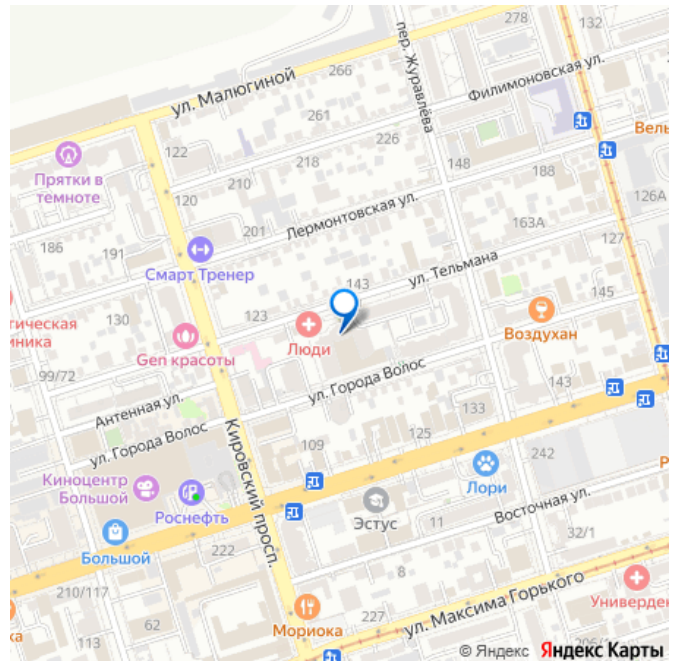 278
132
ул. Малюгиной
266
пер. Журавлёва
Филимоновская ул.
261
Вель
122
226
Прятки в
темноте
218
148
210
188
120
126А
Лермонтовская ул.
201
163А
186
191
127
Смарт Тренер
ул. Тельмана
143
145
123
130
тическая
иника
Люди
Воздухан
Gen красоты
99/72
ул. Города Волос
143
Антенная ул.
133
ул. Города Волос
Кировский просп.
109
125
242
Киноцентр
Большой
Роснефть
Лори
Эстус
Восточная ул.
11
Большой
222
32/1
8
210/117
ул. Максима Горького
62
227
Универден
Мориока
ка
113
© Яндекс Яндекс Карты